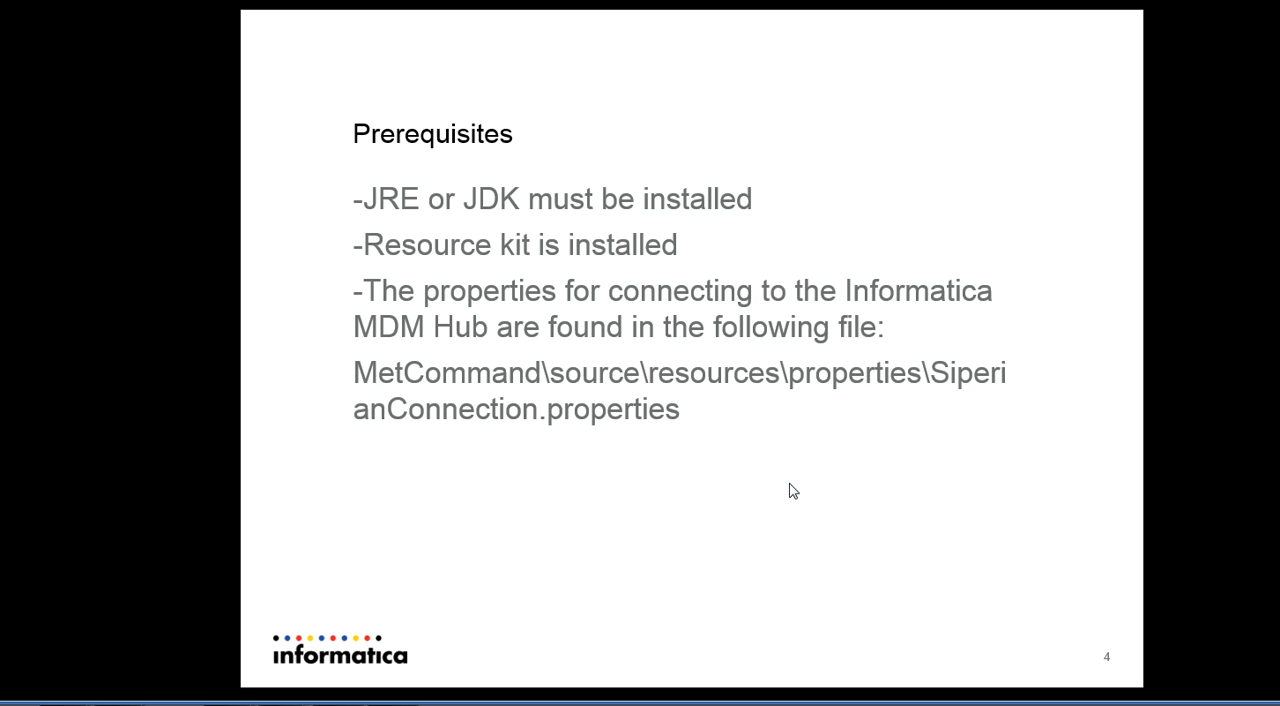 Prerequisites
-JRE or JDK must be installed
-Resource kit is installed
-The properties for connecting to the Informatica
MDM Hub are found in the following file:
MetCommand\source\resources\properties\Siperi
anConnection.properties
informatica
4